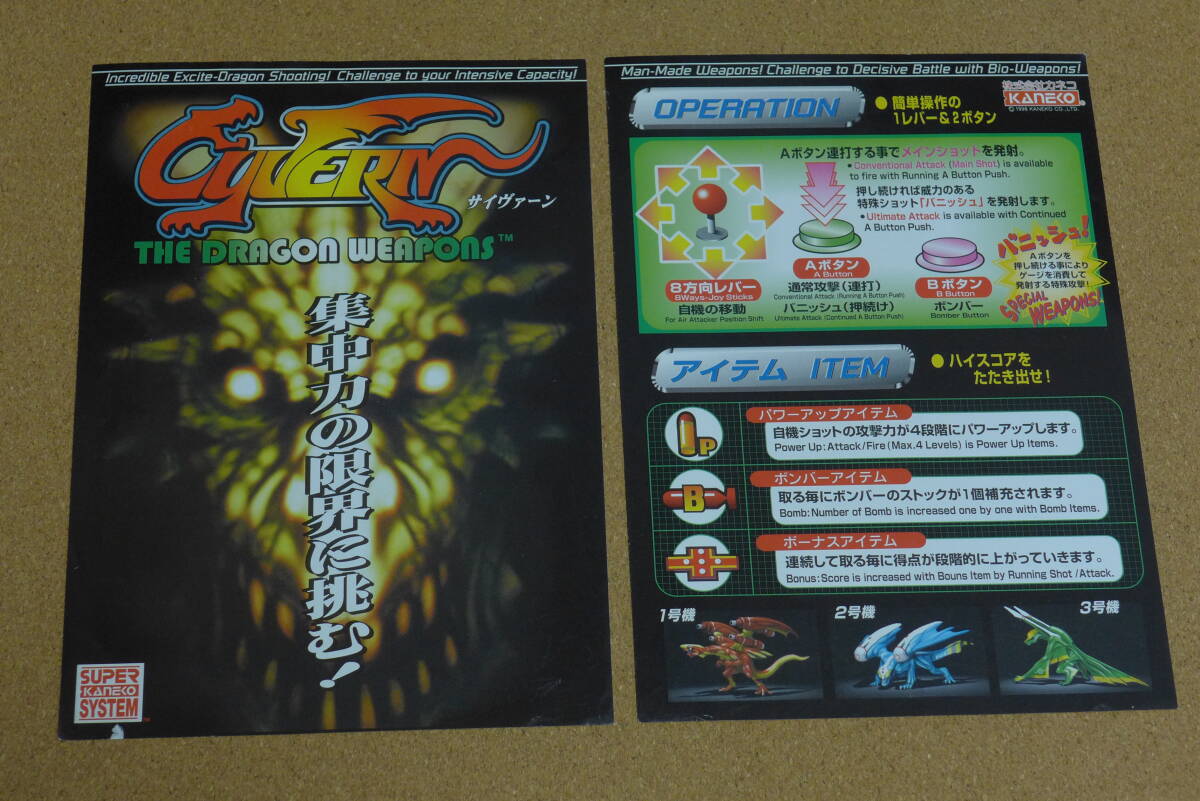 Incredible Excite-Dragon Shooting! Challenge to your Intensive Capacity!
CYVERN
サイヴァーン
THE DRAGON WEAPONS™
集中力の限界に挑む!
SUPER
KANEKO
SYSTEM
™
Man-Made Weapons! Challenge to Decisive Battle with Bio-Weapons!
OPERATION
●簡単操作の
1レバー&2ボタン
株式会社カネコ
KANEKO
© 1998 KANEKO CO.,LTD.
Aボタン連打する事でメインショットを発射。
•Conventional Attack (Main Shot) is available
to fire with Running A Button Push.
押し続ければ威力のある
特殊ショット「バニッシュ」を発射します。
•Ultimate Attack is available with Continued
A Button Push.
8方向レバー
8Ways-Joy Sticks
自機の移動
For Air Attacker Position Shift
Aボタン
A Button
通常攻撃(連打)
Conventional Attack (Running A Button Push)
バニッシュ(押続け)
Ultimate Attack (Continued A Button Push)
Bボタン
B Button
ボンバー
Bomber Button
バニッシュ!
Aボタンを
押し続ける事により
ゲージを消費して
発射する特殊攻撃!
SPECIAL WEAPONS!
アイテム ITEM
●ハイスコアを
たたき出せ!
P
パワーアップアイテム
自機ショットの攻撃力が4段階にパワーアップします。
Power Up:Attack/Fire(Max.4 Levels) is Power Up Items.
B
ボンバーアイテム
取る毎にボンバーのストックが1個補充されます。
Bomb:Number of Bomb is increased one by one with Bomb Items.
ボーナスアイテム
連続して取る毎に得点が段階的に上がっていきます。
Bonus:Score is increased with Bouns Item by Running Shot /Attack.
1号機
2号機
3号機